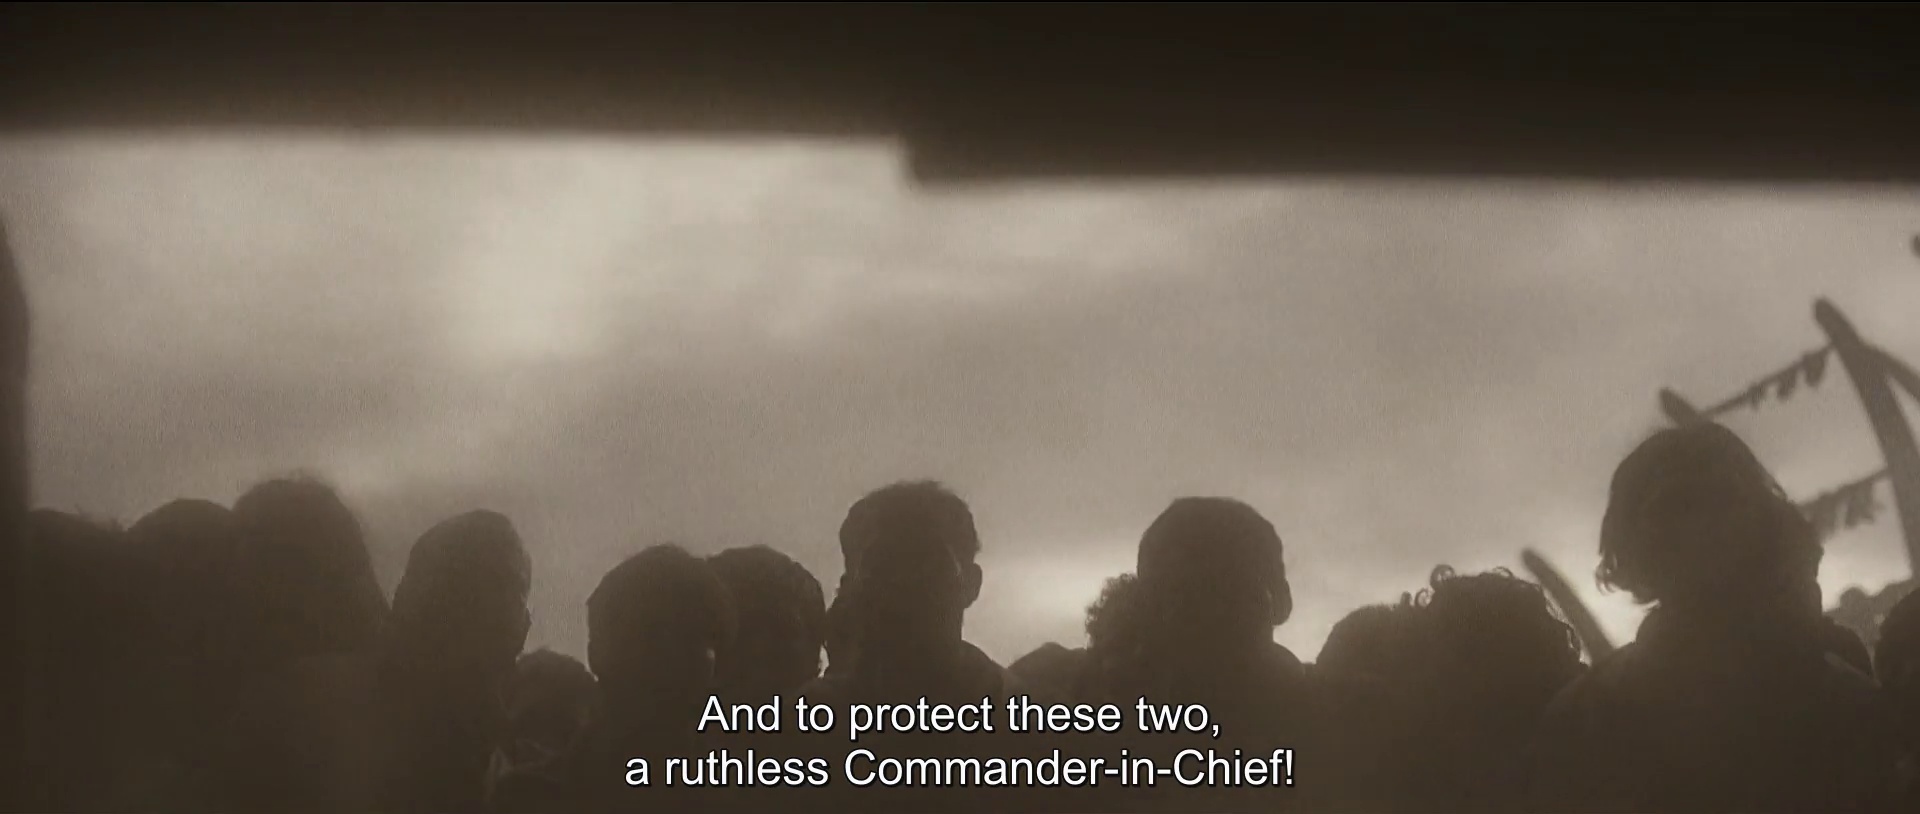 And to protect these two,
a ruthless Commander-in-Chief!